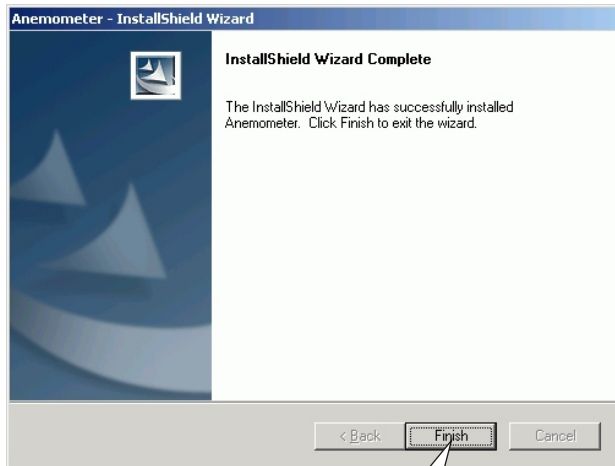 Anemometer - InstallShield Wizard
InstallShield Wizard Complete
The InstallShield Wizard has successfully installed
Anemometer. Click Finish to exit the wizard.
< Back
Finish
Cancel